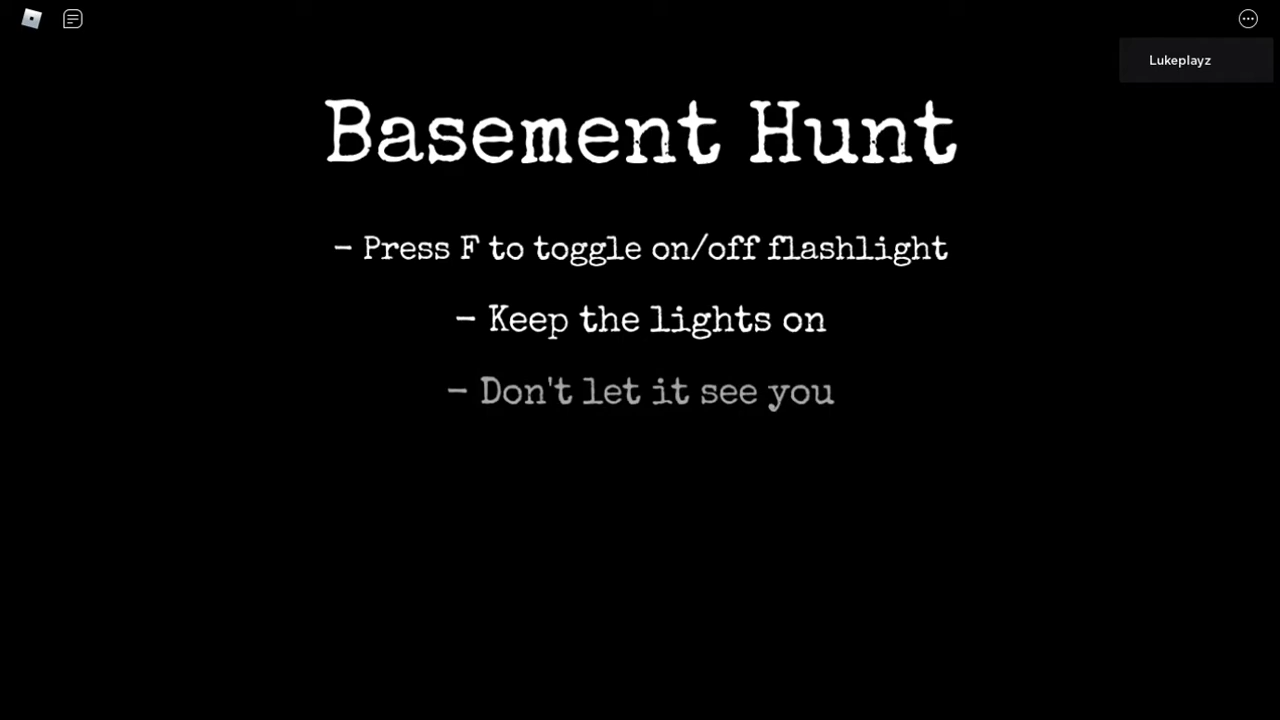 Lukeplayz
Basement Hunt
- Press F to toggle on/off flashlight
- Keep the lights on
- Don't let it see you